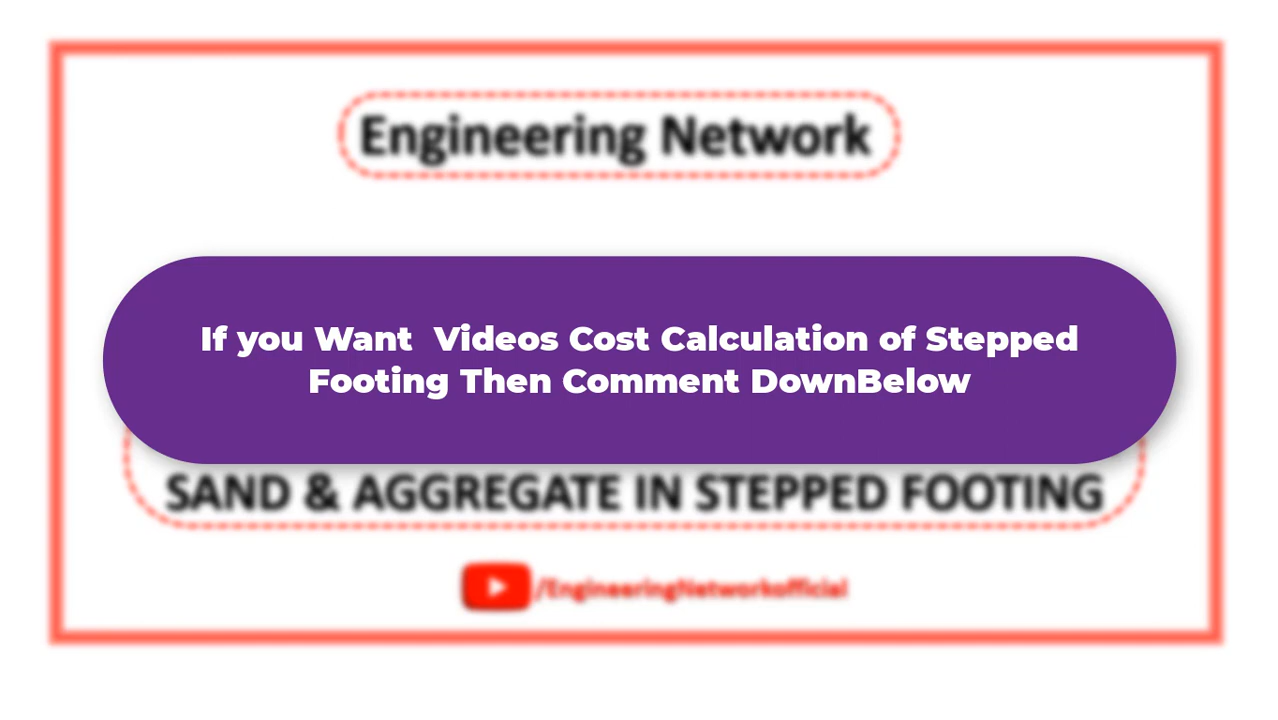 Engineering Network
If you Want  Videos Cost Calculation of Stepped
Footing Then Comment DownBelow
SAND & AGGREGATE IN STEPPED FOOTING
/EngineeringNetworkofficial